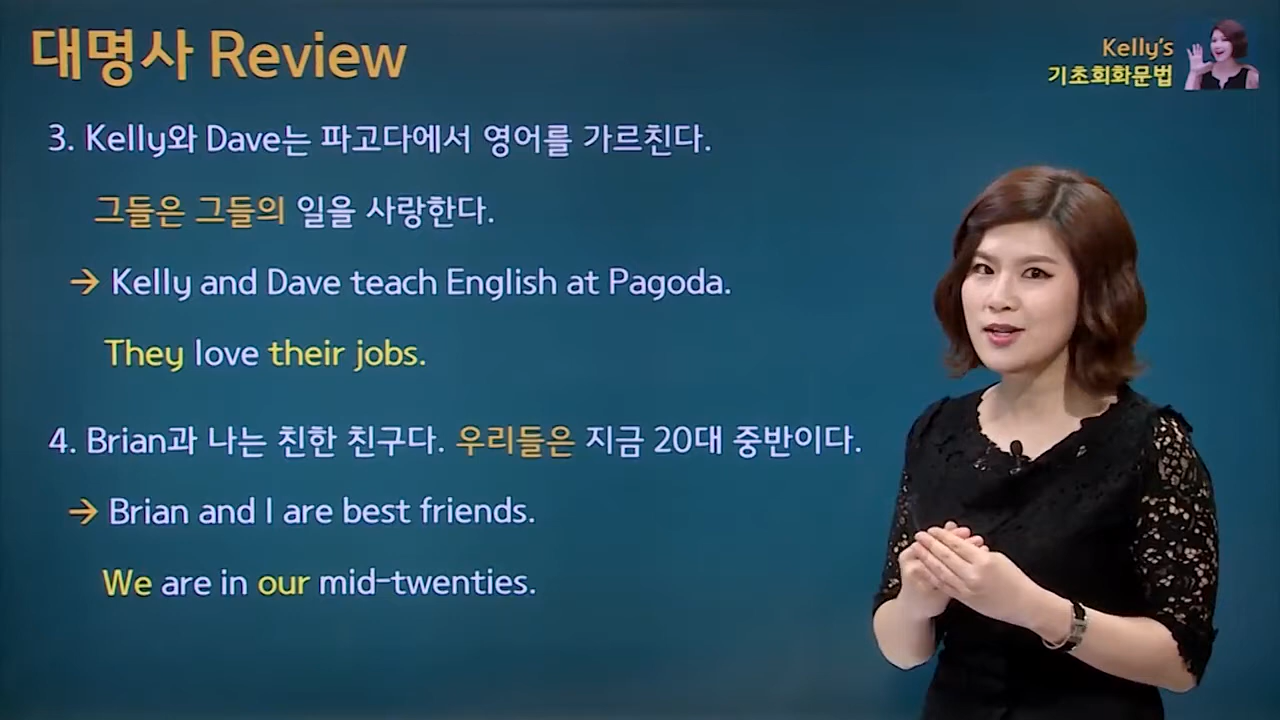 대명사 Review
Kelly's
기초회화문법
3. Kelly와 Dave는 파고다에서 영어를 가르친다.
그들은 그들의 일을 사랑한다.
→ Kelly and Dave teach English at Pagoda.
They love their jobs.
4. Brian과 나는 친한 친구다. 우리들은 지금 20대 중반이다.
→ Brian and I are best friends.
We are in our mid-twenties.